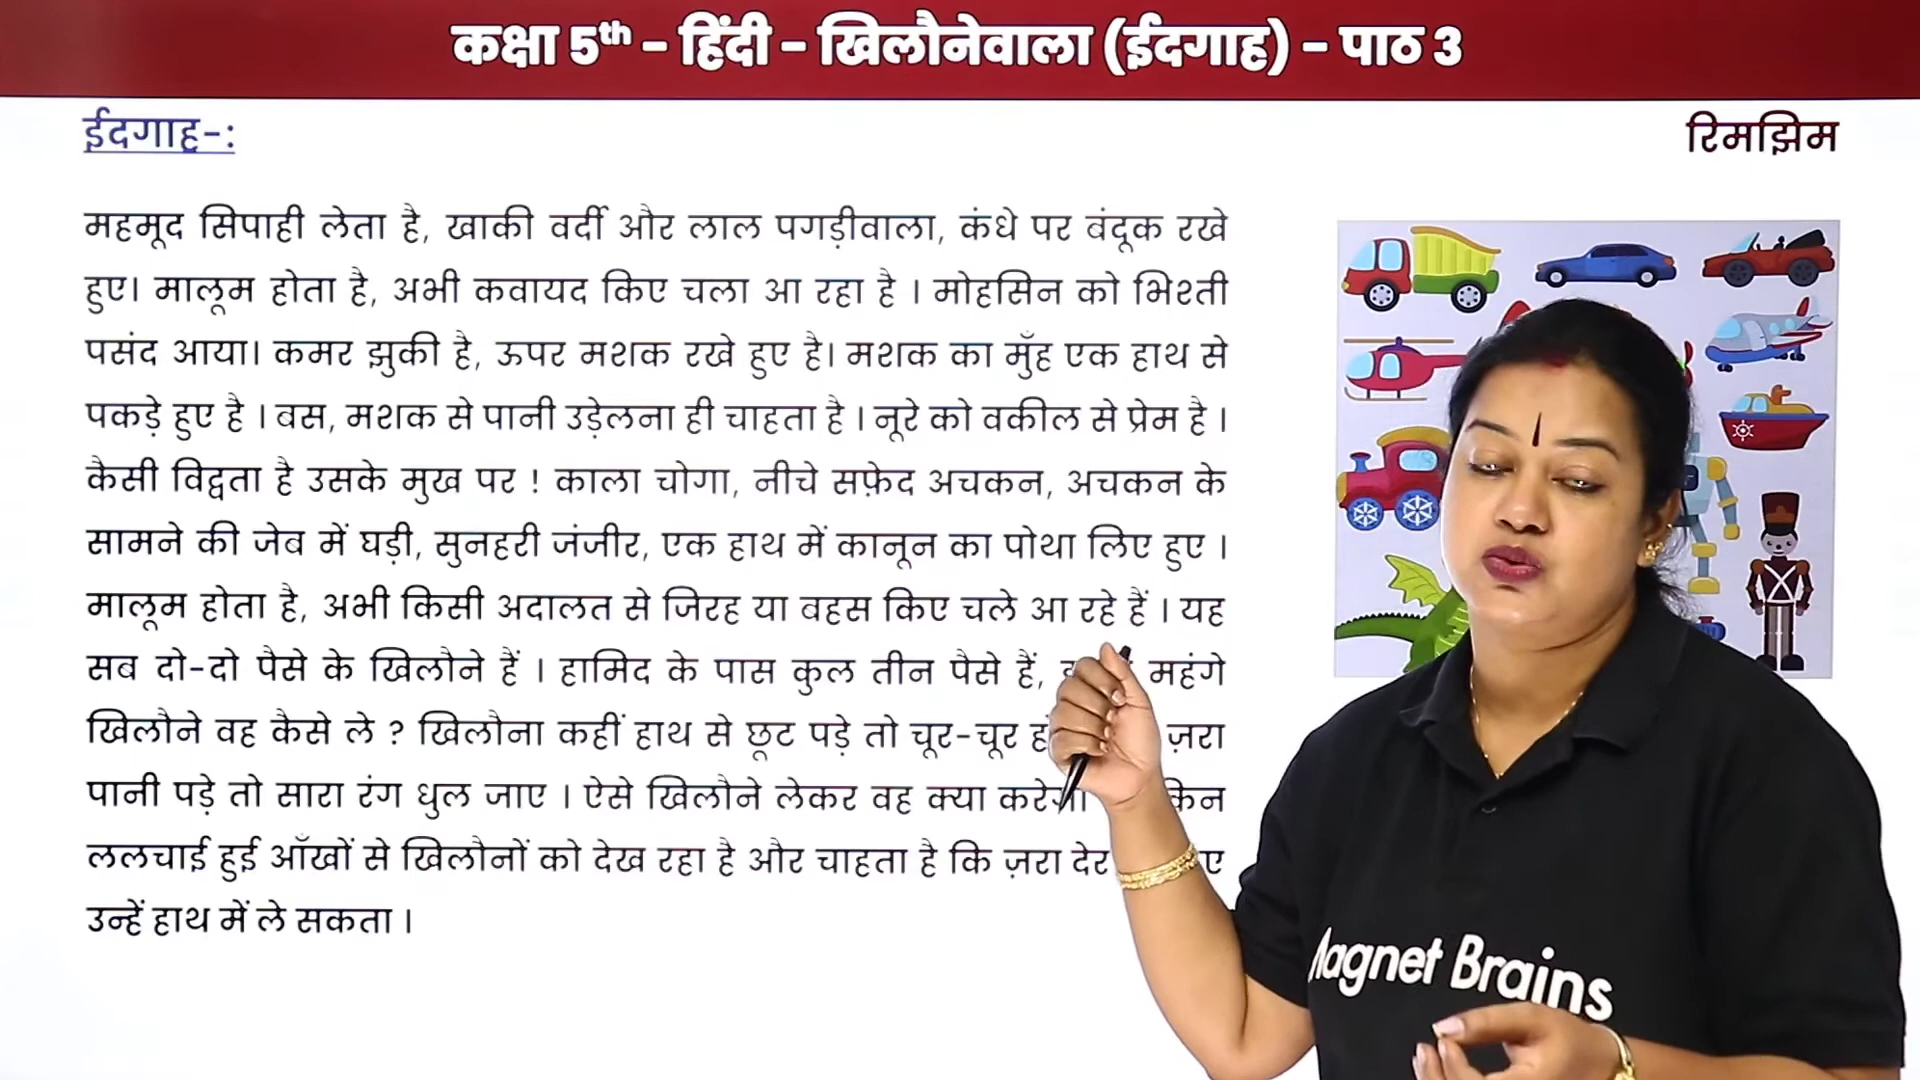 कक्षा 5th - हिंदी - खिलौनेवाला (ईदगाह) - पाठ 3
ईदगाह-:
रिमझिम
महमूद सिपाही लेता है, खाकी वर्दी और लाल पगड़ीवाला, कंधे पर बंदूक रखे
हुए। मालूम होता है, अभी कवायद किए चला आ रहा है । मोहसिन को भिश्ती
पसंद आया। कमर झुकी है, ऊपर मशक रखे हुए है। मशक का मुँह एक हाथ से
पकड़े हुए है । बस, मशक से पानी उड़ेलना ही चाहता है । नूरे को वकील से प्रेम है ।
कैसी विद्वता है उसके मुख पर ! काला चोगा, नीचे सफ़ेद अचकन, अचकन के
सामने की जेब में घड़ी, सुनहरी जंजीर, एक हाथ में कानून का पोथा लिए हुए ।
मालूम होता है, अभी किसी अदालत से जिरह या बहस किए चले आ रहे हैं । यह
सब दो-दो पैसे के खिलौने हैं । हामिद के पास कुल तीन पैसे हैं, महंगे
खिलौने वह कैसे ले ? खिलौना कहीं हाथ से छूट पड़े तो चूर-चूर ज़रा
पानी पड़े तो सारा रंग धुल जाए । ऐसे खिलौने लेकर वह क्या
ललचाई हुई आँखों से खिलौनों को देख रहा है और चाहता है कि ज़रा देर
उन्हें हाथ में ले सकता ।
Magnet Brains